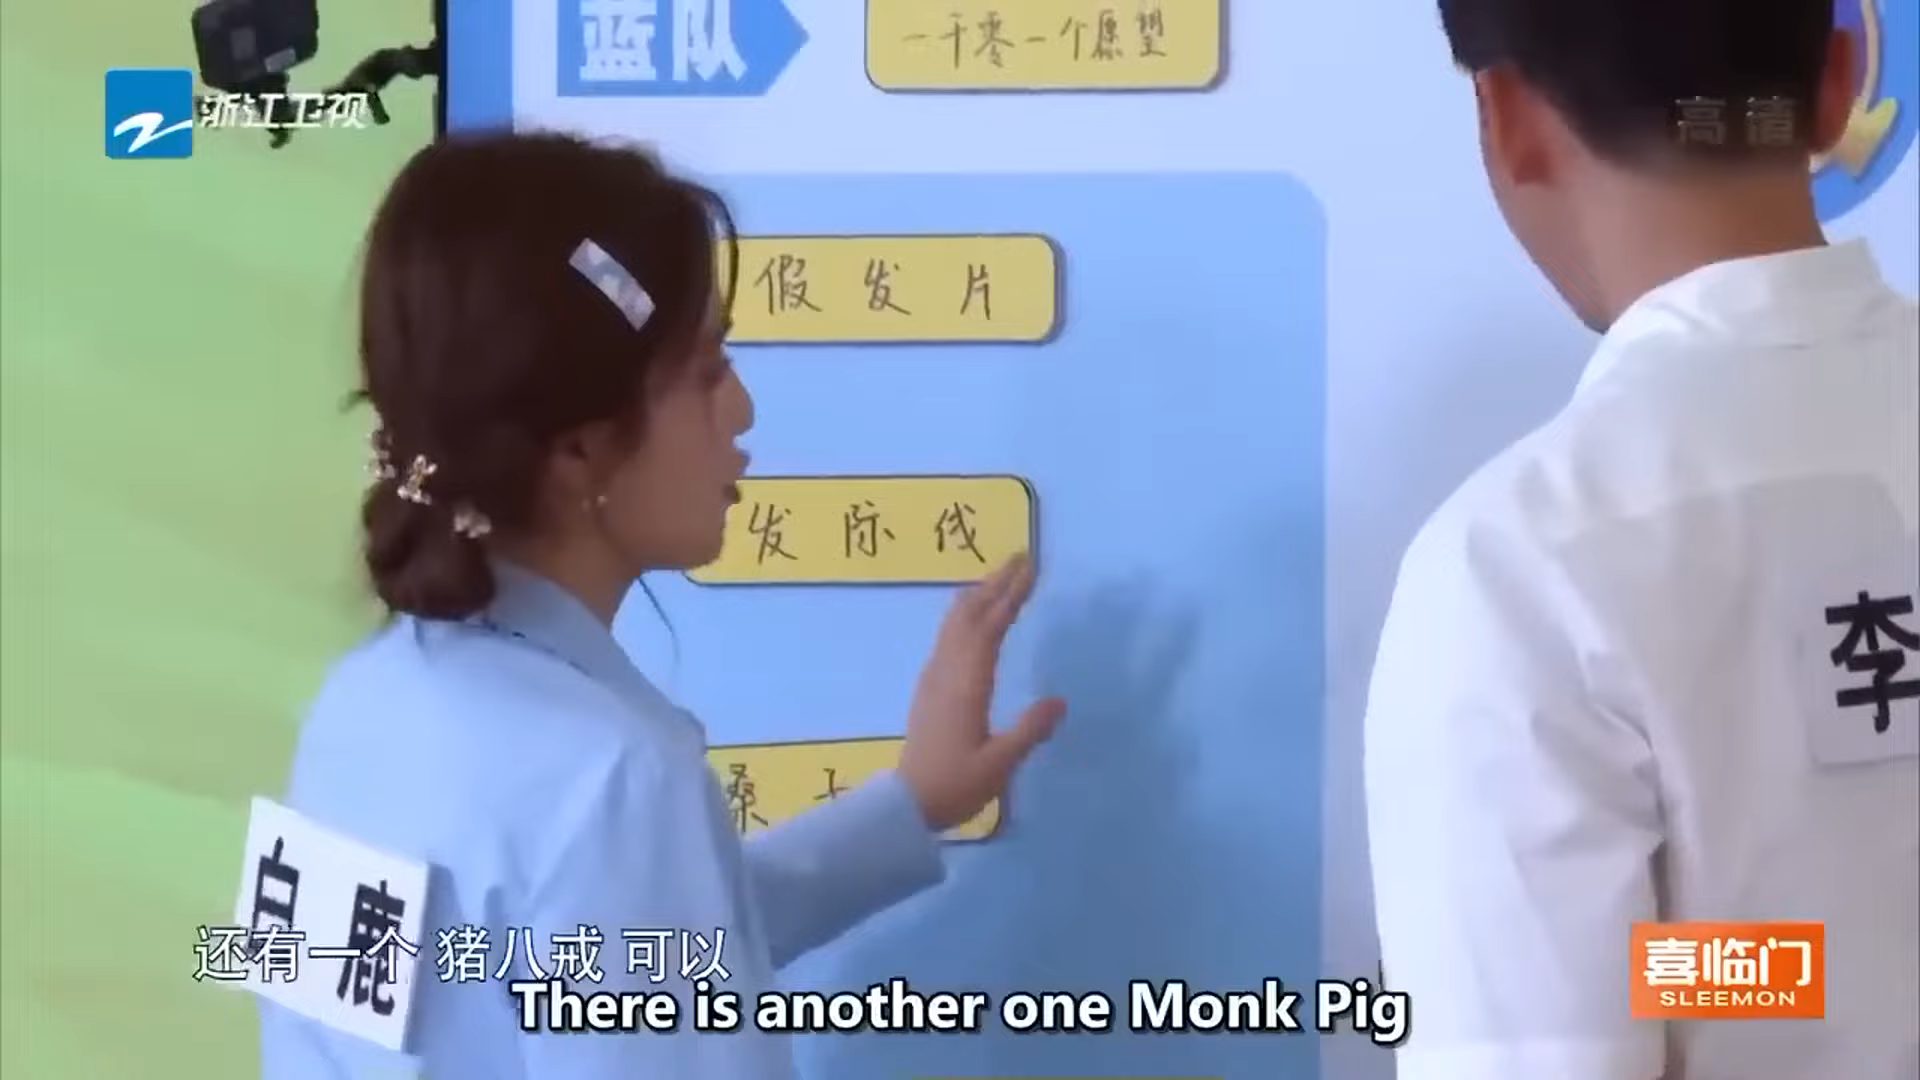 蓝队
一千零一个愿望
浙江卫视
高清
假发片
发际线
李
桑
白鹿
还有一个 猪八戒 可以
There is another one Monk Pig
喜临门
SLEEMON